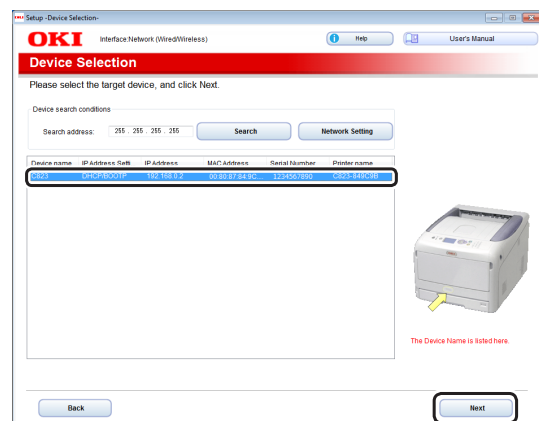 Setup -Device Selection-
OKI Interface:Network (Wired/Wireless) Help User's Manual
Device Selection
Please select the target device, and click Next.
Device search conditions
Search address: 255 . 255 . 255 . 255 Search Network Setting
Device name IP Address Setti IP Address MAC Address Serial Number Printer name
C823 DHCP/BOOTP 192.168.0.2 00:80:87:84:9C... 1234567890 C823-849C9B
The Device Name is listed here.
Back Next